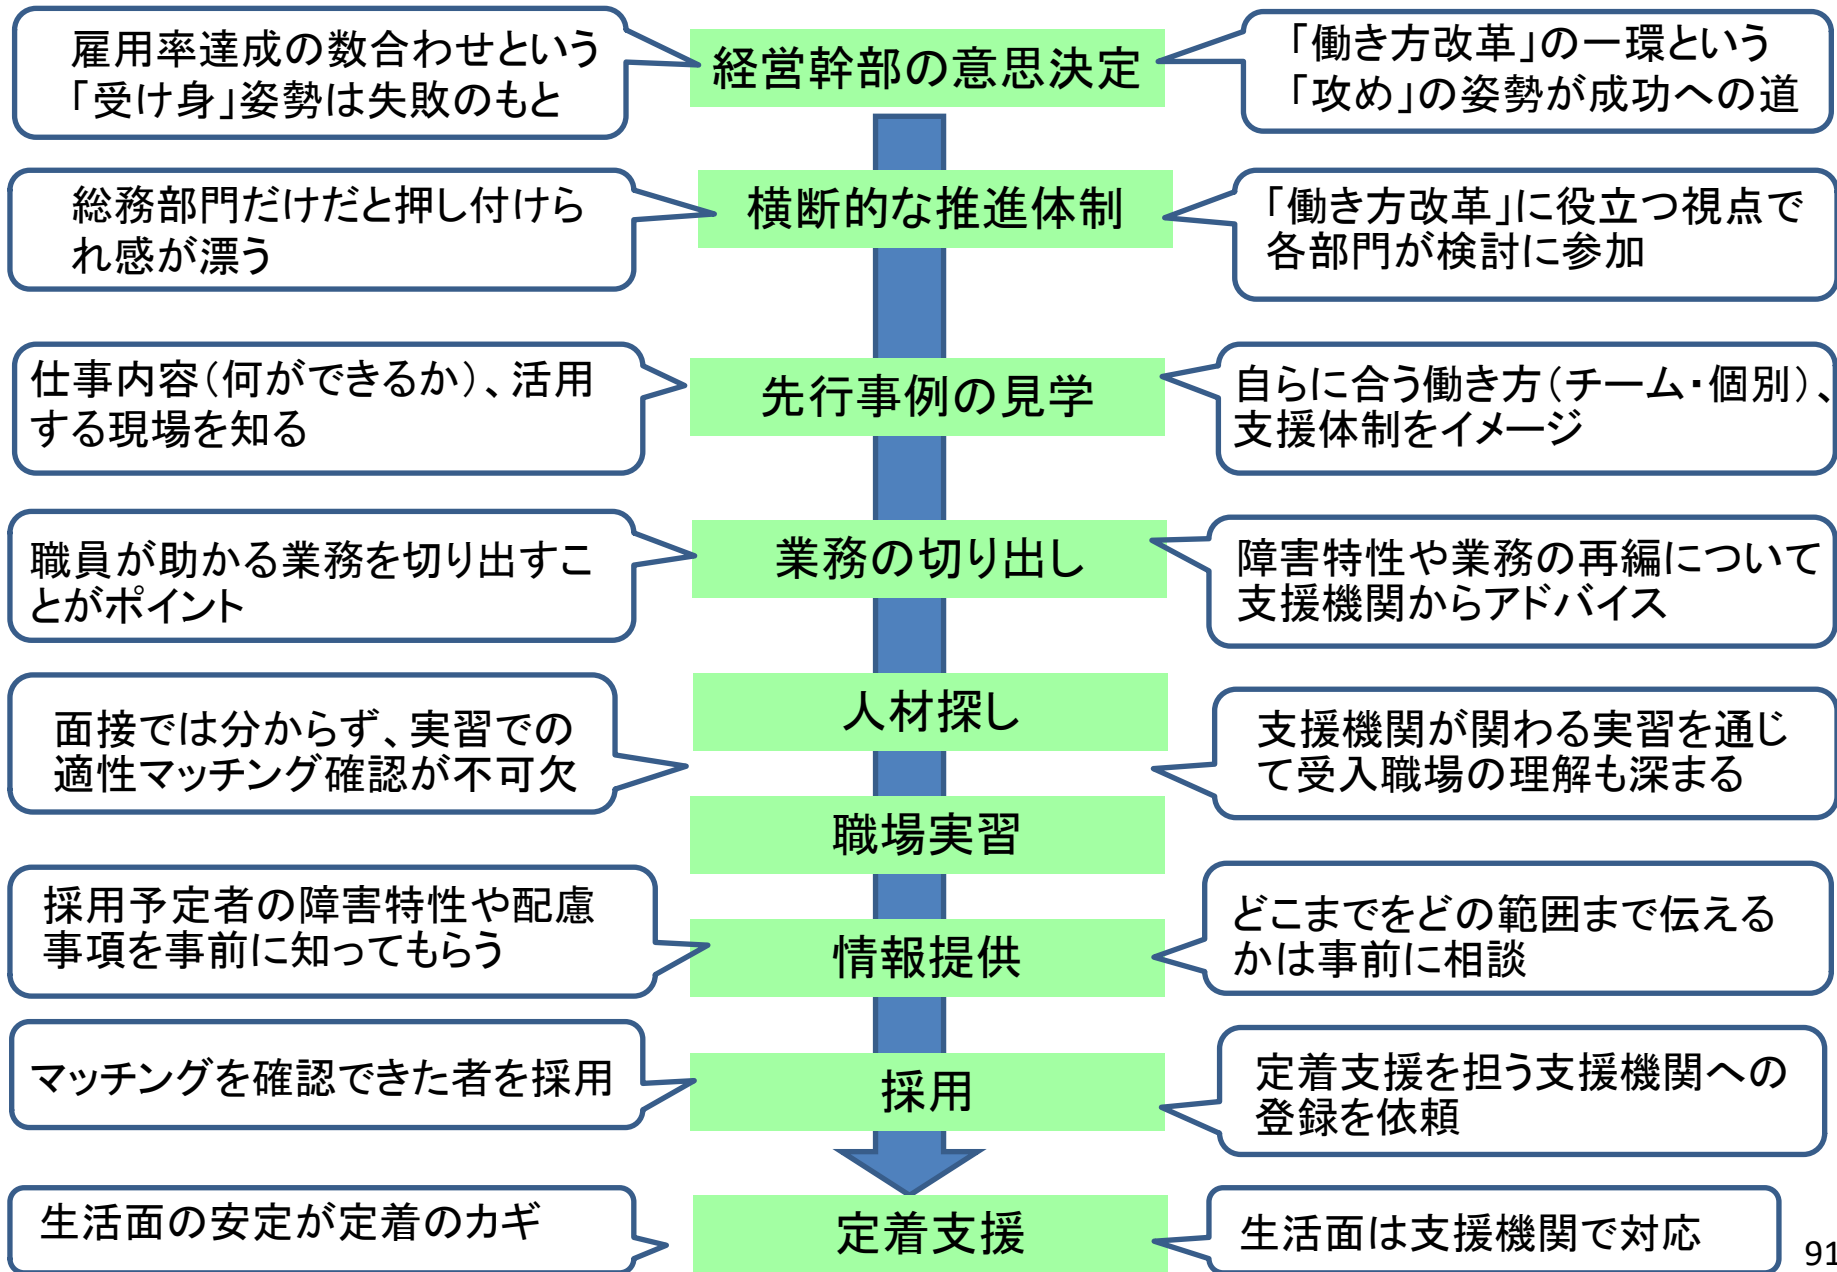 雇用率達成の数合わせという
「受け身」姿勢は失敗のもと
経営幹部の意思決定
「働き方改革」の一環という
「攻め」の姿勢が成功への道
総務部門だけだと押し付けら
れ感が漂う
横断的な推進体制
「働き方改革」に役立つ視点で
各部門が検討に参加
仕事内容（何ができるか）、活用
する現場を知る
先行事例の見学
自らに合う働き方（チーム・個別）、
支援体制をイメージ
職員が助かる業務を切り出すこ
とがポイント
業務の切り出し
障害特性や業務の再編について
支援機関からアドバイス
人材探し
面接では分からず、実習での
適性マッチング確認が不可欠
支援機関が関わる実習を通じ
て受入職場の理解も深まる
職場実習
採用予定者の障害特性や配慮
事項を事前に知ってもらう
情報提供
どこまでをどの範囲まで伝える
かは事前に相談
マッチングを確認できた者を採用
採用
定着支援を担う支援機関への
登録を依頼
生活面の安定が定着のカギ
定着支援
生活面は支援機関で対応
91